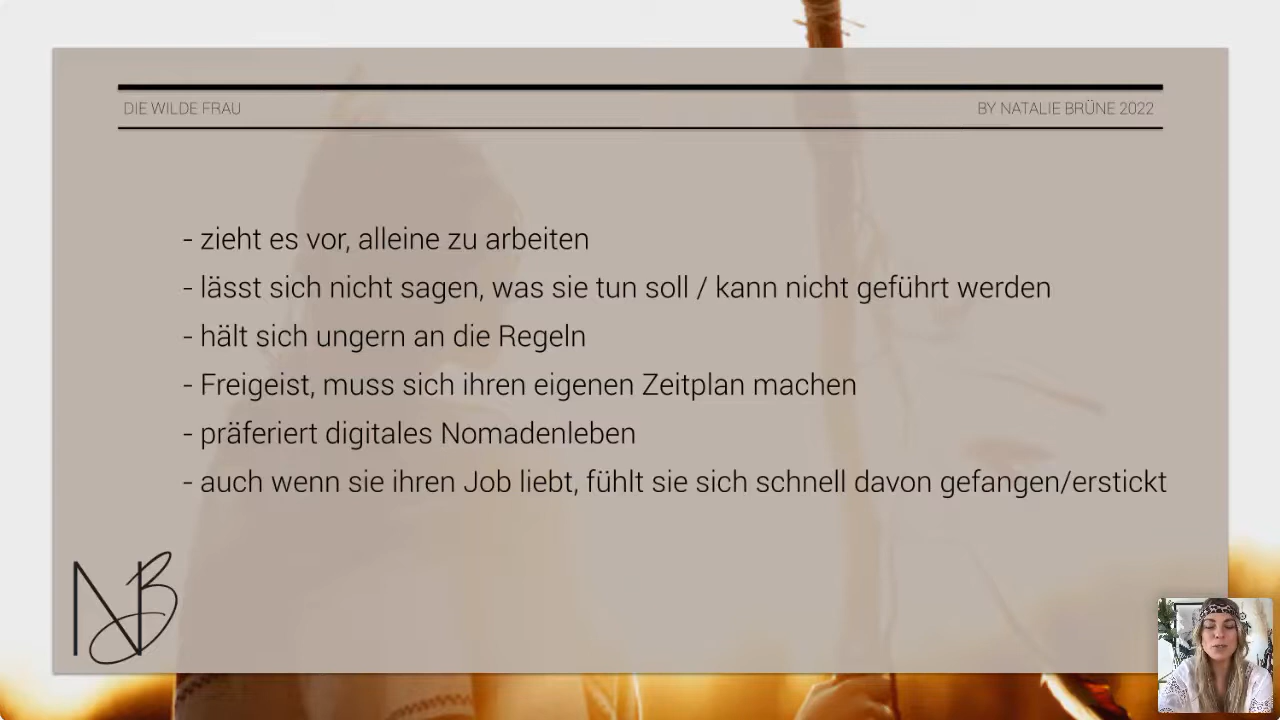 DIE WILDE FRAU
BY NATALIE BRÜNE 2022
- zieht es vor, alleine zu arbeiten
- lässt sich nicht sagen, was sie tun soll / kann nicht geführt werden
- hält sich ungern an die Regeln
- Freigeist, muss sich ihren eigenen Zeitplan machen
- präferiert digitales Nomadenleben
- auch wenn sie ihren Job liebt, fühlt sie sich schnell davon gefangen/erstickt
NB